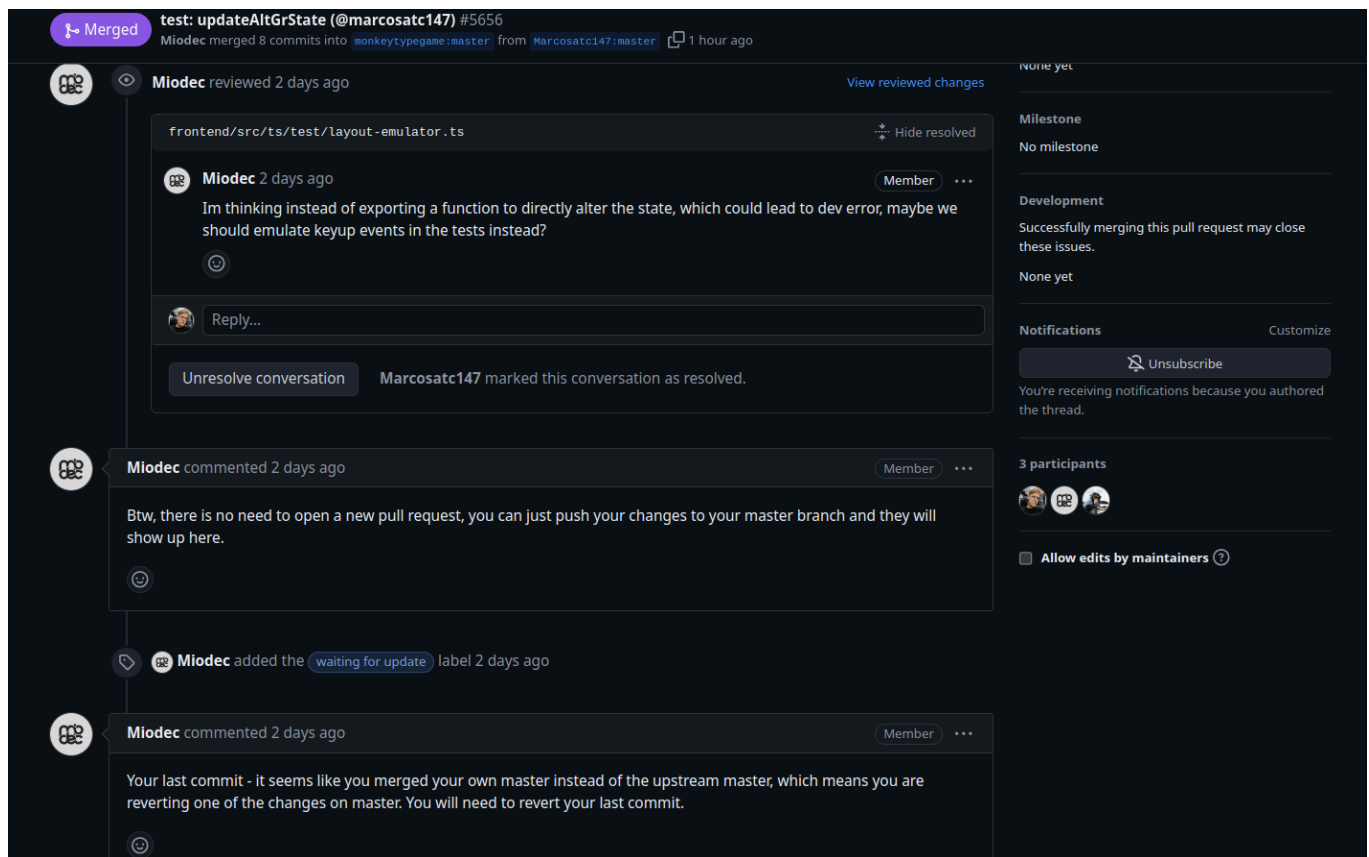 Merged
test: updateAltGrState (@marcosatc147) #5656
Miodec merged 8 commits into monkeytypegame:master from Marcosatc147:master 1 hour ago
Miodec reviewed 2 days ago
View reviewed changes
frontend/src/ts/test/layout-emulator.ts
Hide resolved
Miodec 2 days ago
Member
Im thinking instead of exporting a function to directly alter the state, which could lead to dev error, maybe we
should emulate keyup events in the tests instead?
Reply...
Unresolve conversation
Marcosatc147 marked this conversation as resolved.
Miodec commented 2 days ago
Member
Btw, there is no need to open a new pull request, you can just push your changes to your master branch and they will
show up here.
Miodec added the waiting for update label 2 days ago
Miodec commented 2 days ago
Member
Your last commit - it seems like you merged your own master instead of the upstream master, which means you are
reverting one of the changes on master. You will need to revert your last commit.
None yet
Milestone
No milestone
Development
Successfully merging this pull request may close
these issues.
None yet
Notifications
Customize
Unsubscribe
You're receiving notifications because you authored
the thread.
3 participants
Allow edits by maintainers